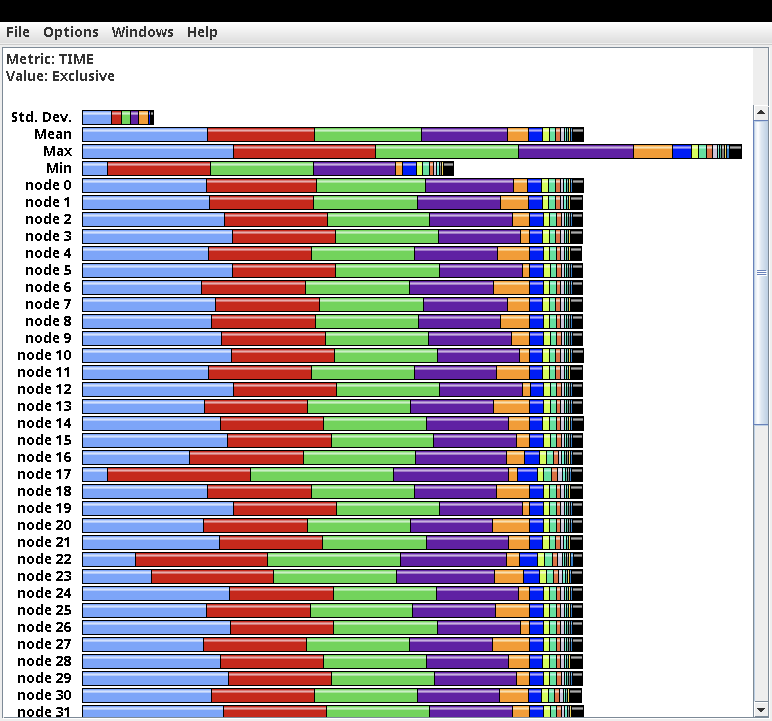 File Options Windows Help
Metric: TIME
Value: Exclusive
Std. Dev.
Mean
Max
Min
node 0
node 1
node 2
node 3
node 4
node 5
node 6
node 7
node 8
node 9
node 10
node 11
node 12
node 13
node 14
node 15
node 16
node 17
node 18
node 19
node 20
node 21
node 22
node 23
node 24
node 25
node 26
node 27
node 28
node 29
node 30
node 31